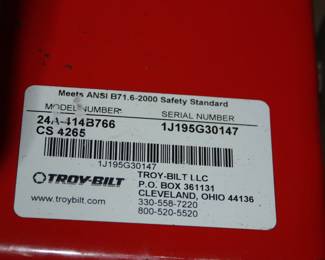 Meets ANSI B71.6-2000 Safety Standard
MODEL NUMBER: SERIAL NUMBER
24A-414B766 1J195G30147
CS 4265
1J195G30147
TROY-BILT TROY-BILT LLC
P.O. BOX 361131
CLEVELAND, OHIO 44136
www.troybilt.com 330-558-7220
800-520-5520